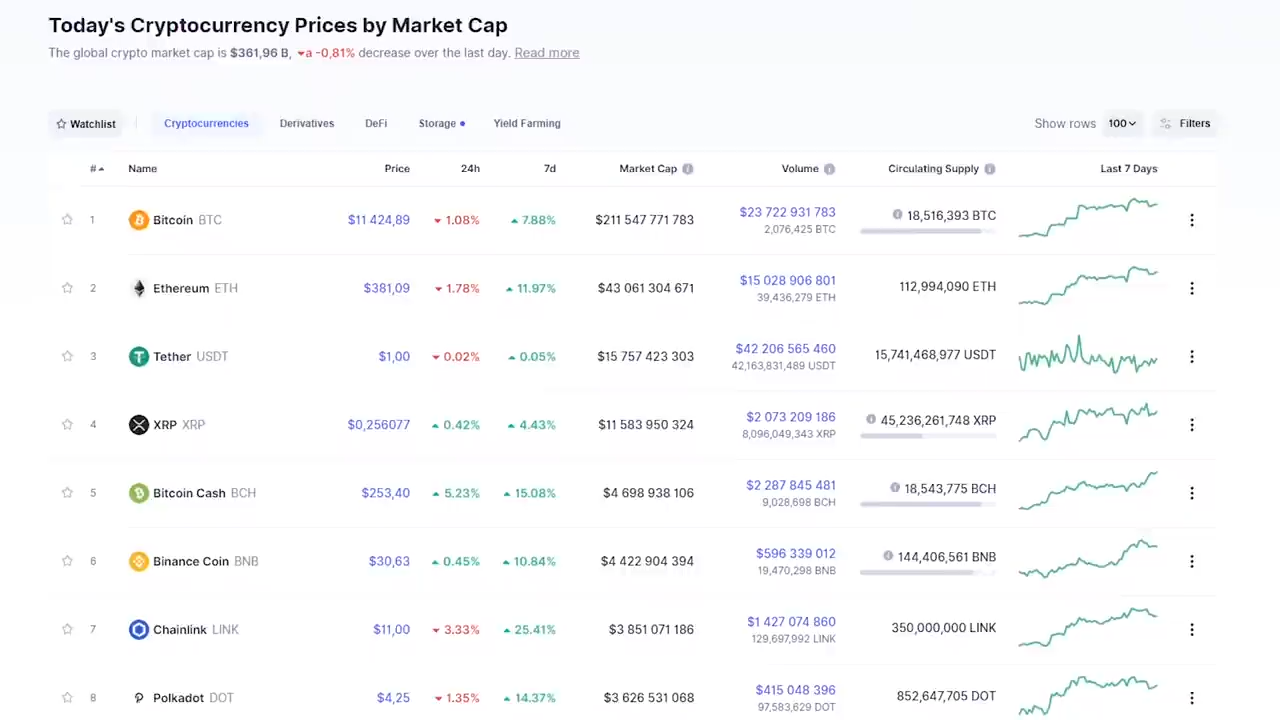 Today's Cryptocurrency Prices by Market Cap
The global crypto market cap is $361,96 B, a -0,81% decrease over the last day. Read more
Watchlist Cryptocurrencies Derivatives DeFi Storage Yield Farming Show rows 100 Filters
# Name Price 24h 7d Market Cap Volume Circulating Supply Last 7 Days
1 Bitcoin BTC $11 424,89 1.08% 7.88% $211 547 771 783 $23 722 931 783 18,516,393 BTC
2,076,425 BTC
2 Ethereum ETH $381,09 1.78% 11.97% $43 061 304 671 $15 028 906 801 112,994,090 ETH
39,436,279 ETH
3 Tether USDT $1,00 0.02% 0.05% $15 757 423 303 $42 206 565 460 15,741,468,977 USDT
42,163,831,489 USDT
4 XRP XRP $0,256077 0.42% 4.43% $11 583 950 324 $2 073 209 186 45,236,261,748 XRP
8,096,049,343 XRP
5 Bitcoin Cash BCH $253,40 5.23% 15.08% $4 698 938 106 $2 287 845 481 18,543,775 BCH
9,028,698 BCH
6 Binance Coin BNB $30,63 0.45% 10.84% $4 422 904 394 $596 339 012 144,406,561 BNB
19,470,298 BNB
7 Chainlink LINK $11,00 3.33% 25.41% $3 851 071 186 $1 427 074 860 350,000,000 LINK
129,697,992 LINK
8 Polkadot DOT $4,25 1.35% 14.37% $3 626 531 068 $415 048 396 852,647,705 DOT
97,583,629 DOT